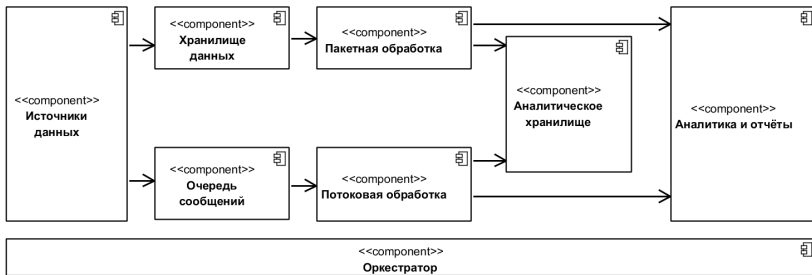 <<component>>
Источники
данных
<<component>>
Хранилище
данных
<<component>>
Пакетная обработка
<<component>>
Аналитическое
хранилище
<<component>>
Аналитика и отчёты
<<component>>
Очередь
сообщений
<<component>>
Потоковая обработка
<<component>>
Оркестратор